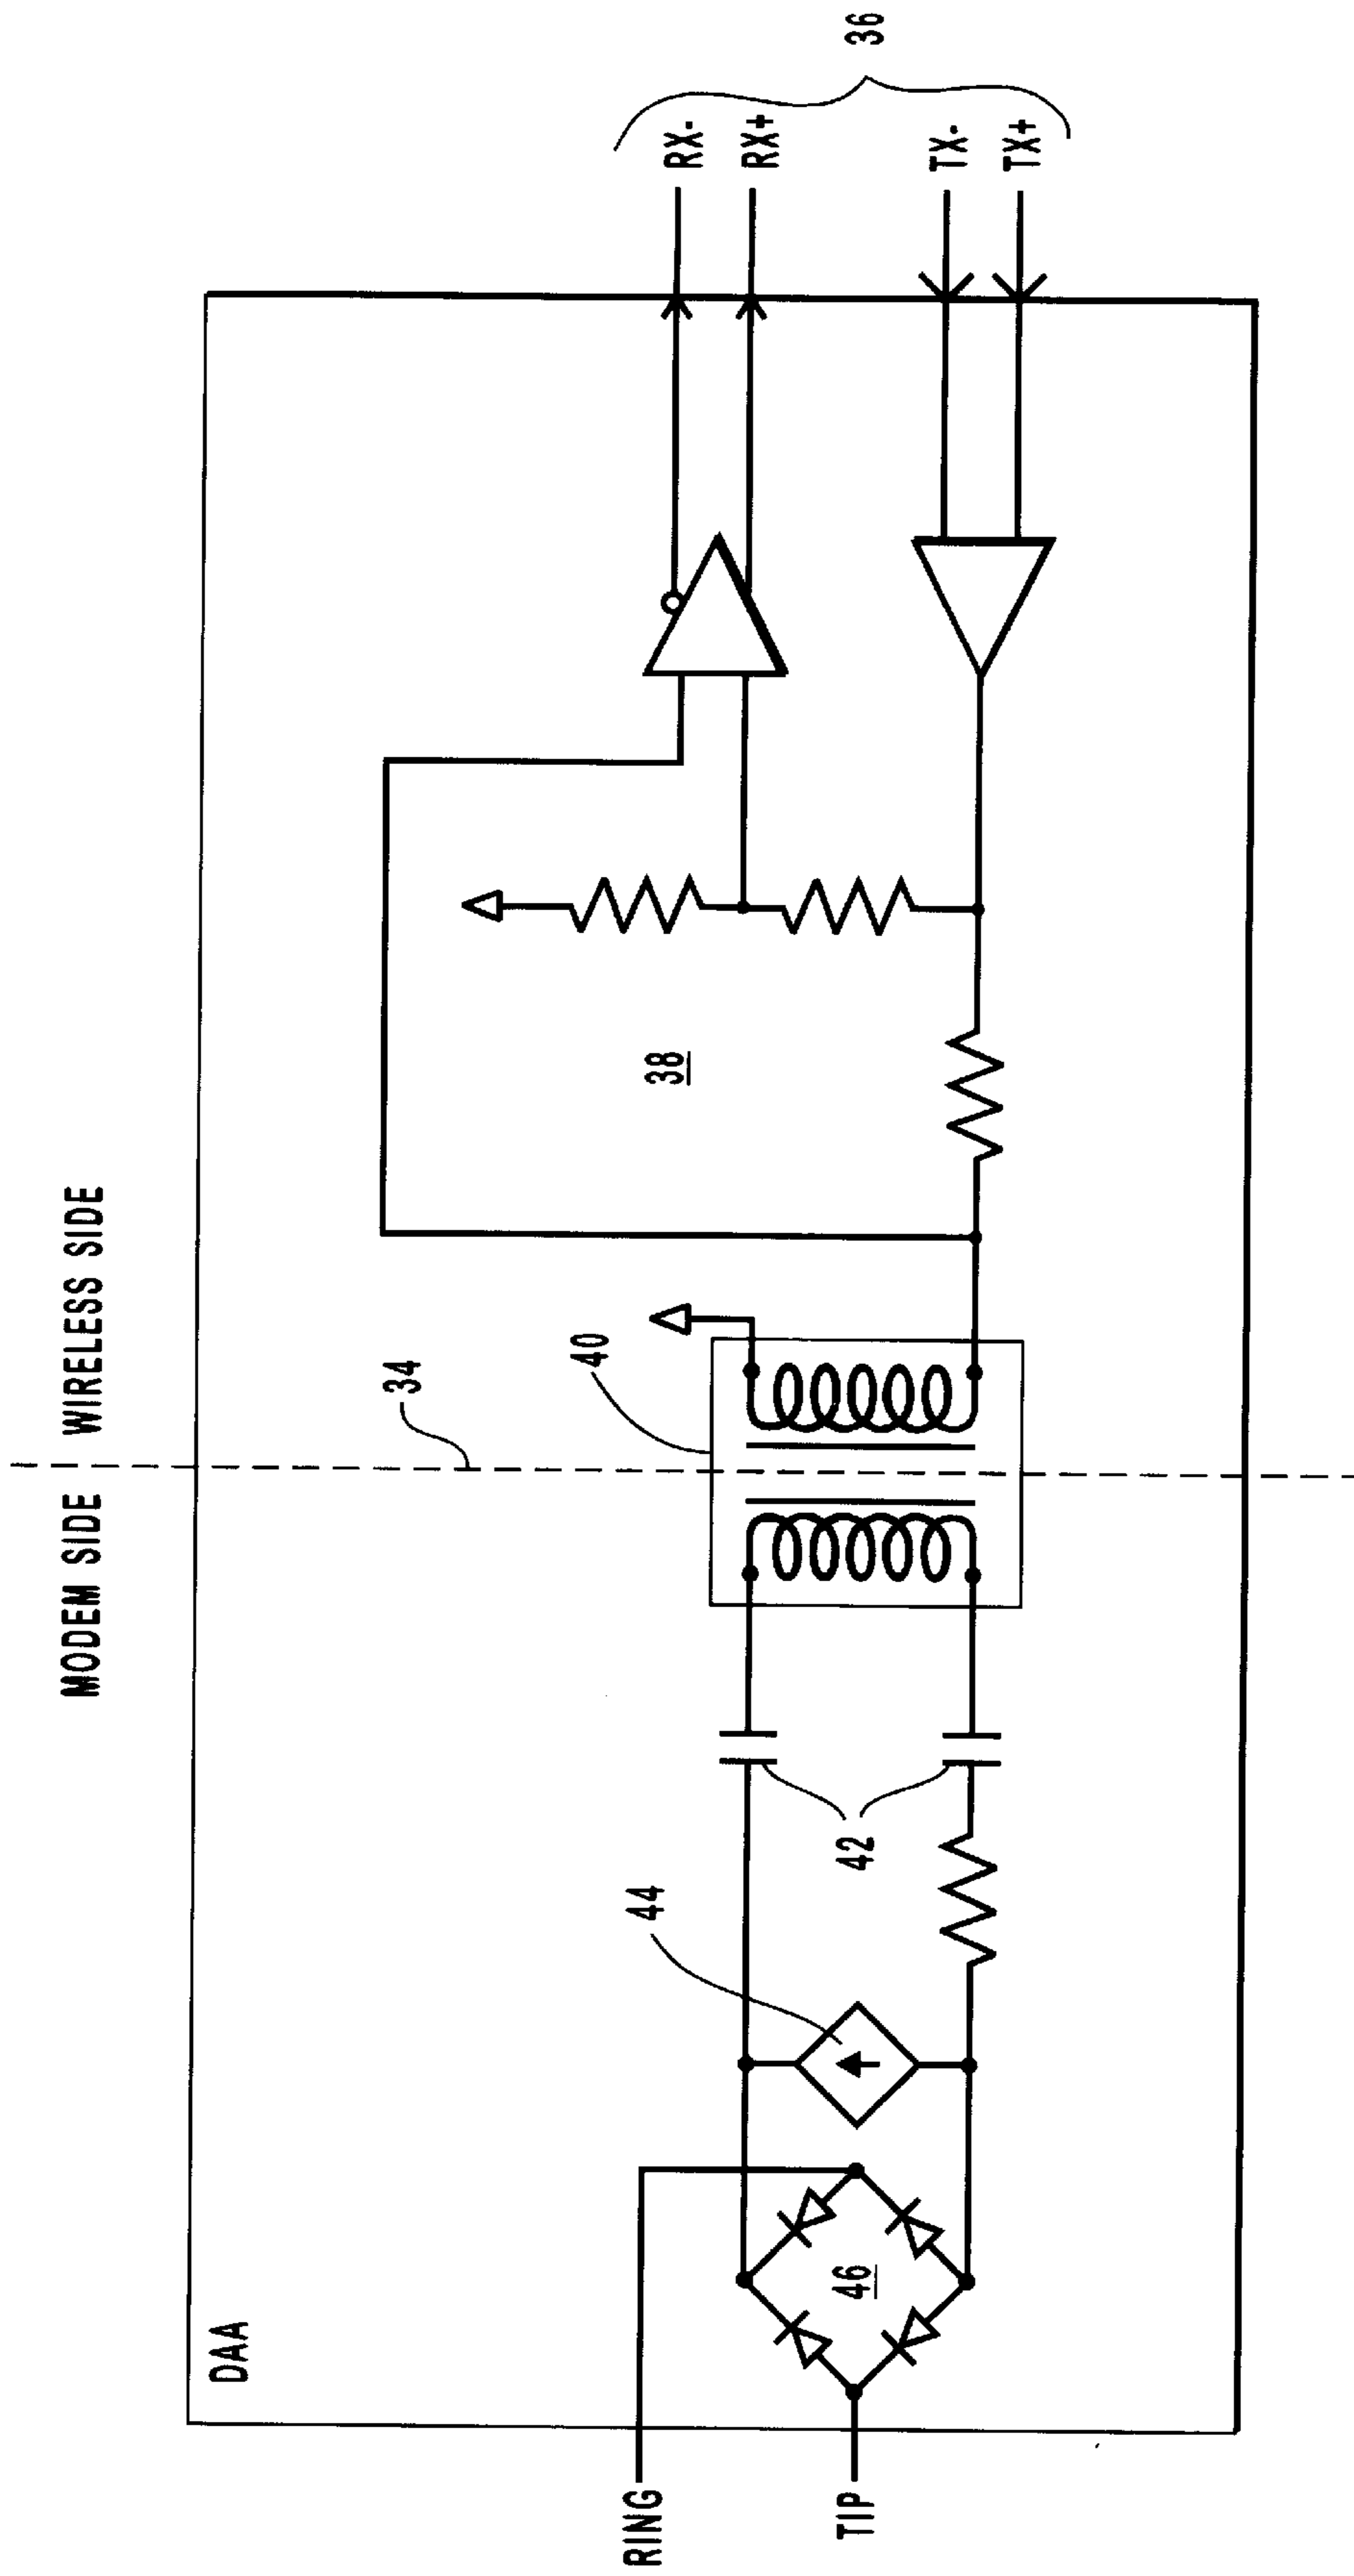 MODEM SIDE
WIRELESS SIDE
34
DAA
RING
TIP
46
44
42
40
38
RX-
RX+
TX-
TX+
36